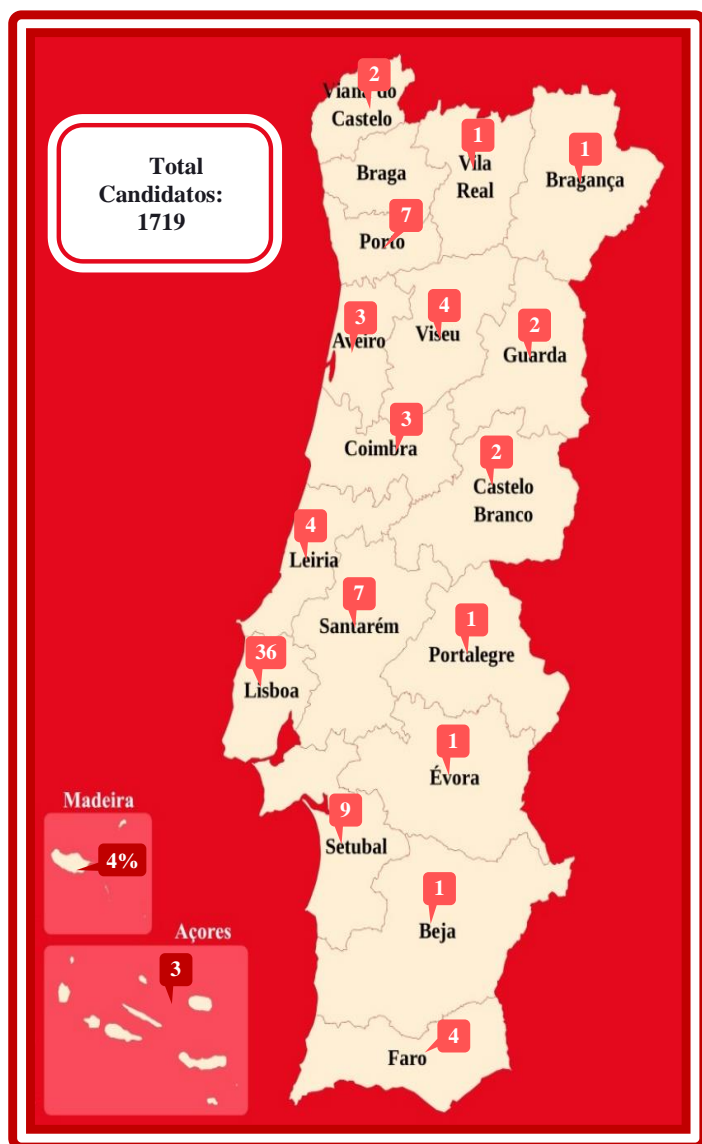 2
Viana do
Castelo
Total
Candidatos:
1719
1
Vila
Real
1
Bragança
Braga
7
Porto
3
Aveiro
4
Viseu
2
Guarda
3
Coimbra
2
Castelo
Branco
4
Leiria
7
Santarém
1
Portalegre
36
Lisboa
1
Évora
Madeira
4%
9
Setubal
1
Beja
Açores
3
4
Faro